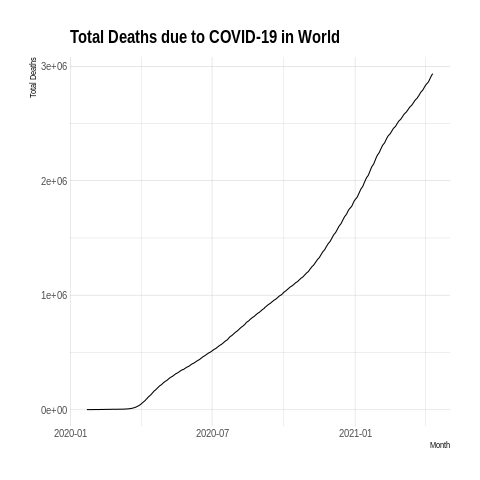 Total Deaths due to COVID-19 in World
Total Deaths
3e+06
2e+06
1e+06
0e+00
2020-01
2020-07
2021-01
Month